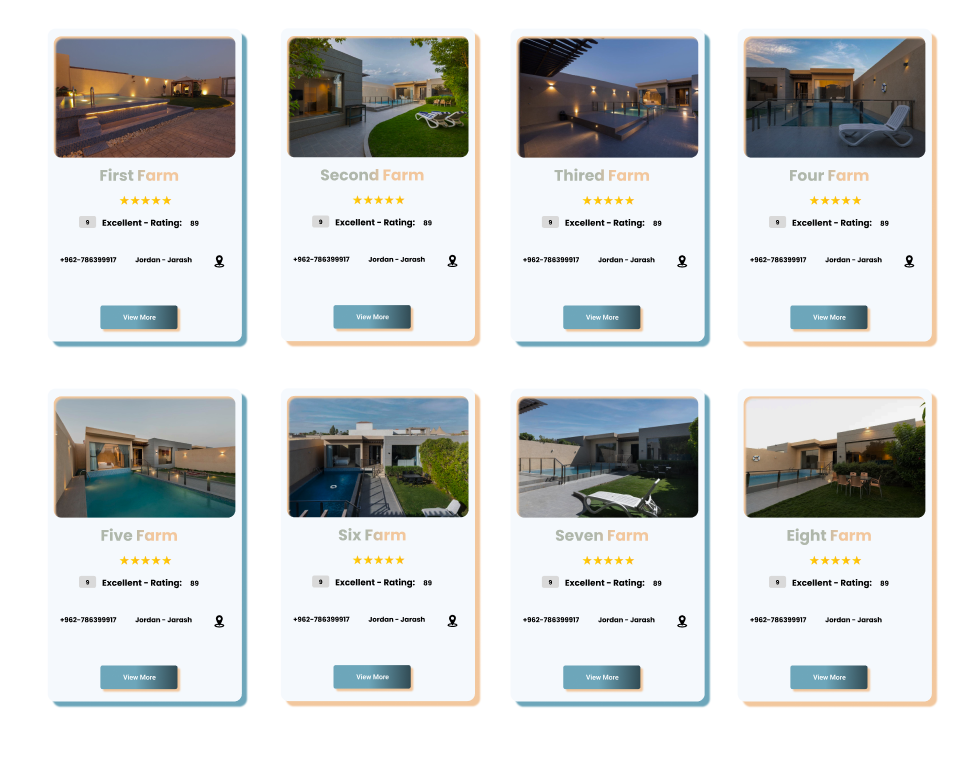 First Farm
9 Excellent - Rating: 89
+962-786399917 Jordan - Jarash
View More
Second Farm
9 Excellent - Rating: 89
+962-786399917 Jordan - Jarash
View More
Thired Farm
9 Excellent - Rating: 89
+962-786399917 Jordan - Jarash
View More
Four Farm
9 Excellent - Rating: 89
+962-786399917 Jordan - Jarash
View More
Five Farm
9 Excellent - Rating: 89
+962-786399917 Jordan - Jarash
View More
Six Farm
9 Excellent - Rating: 89
+962-786399917 Jordan - Jarash
View More
Seven Farm
9 Excellent - Rating: 89
+962-786399917 Jordan - Jarash
View More
Eight Farm
9 Excellent - Rating: 89
+962-786399917 Jordan - Jarash
View More